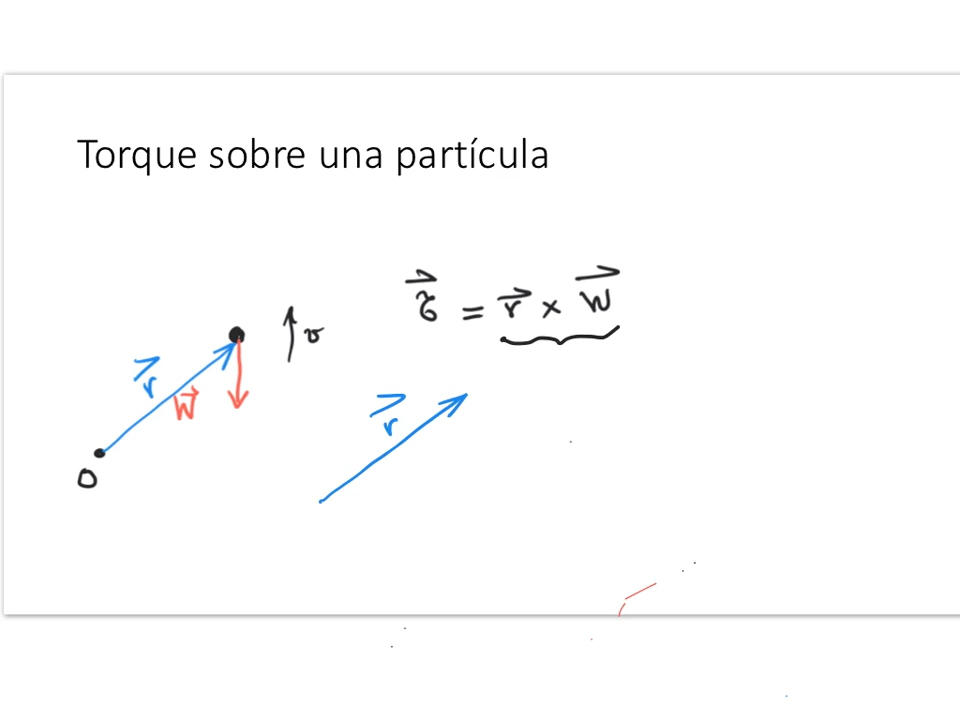 Torque sobre una partícula
τ⃗ = r⃗ × W⃗
v
r⃗
W⃗
r⃗
O